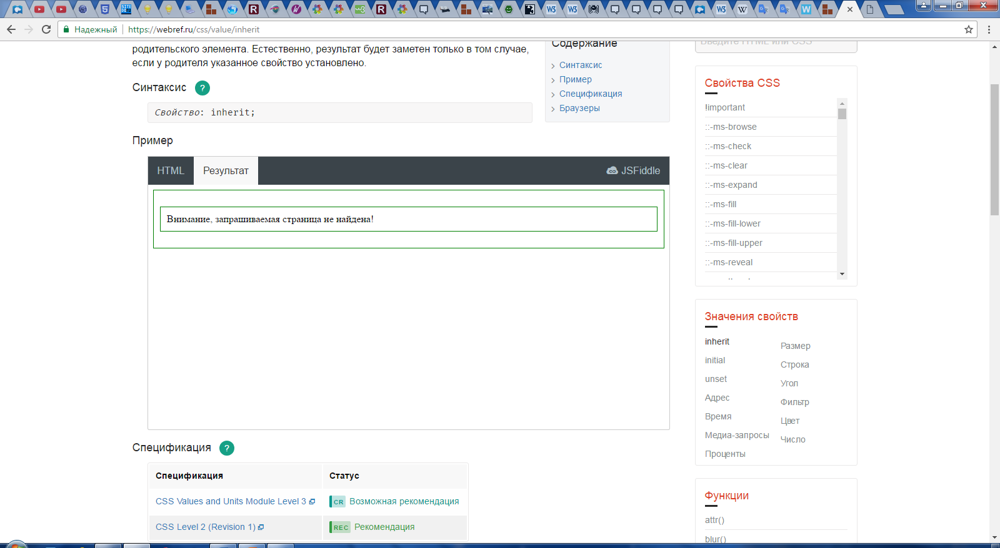 Надежный
https://webref.ru/css/value/inherit
родительского элемента. Естественно, результат будет заметен только в том случае,
если у родителя указанное свойство установлено.
Синтаксис ?
Свойство: inherit;
Пример
HTML Результат JSFiddle
Внимание, запрашиваемая страница не найдена!
Спецификация ?
Спецификация Статус
CSS Values and Units Module Level 3 CR Возможная рекомендация
CSS Level 2 (Revision 1) REC Рекомендация
Содержание
Синтаксис
Пример
Спецификация
Браузеры
Введите HTML или CSS
Свойства CSS
!important
::-ms-browse
::-ms-check
::-ms-clear
::-ms-expand
::-ms-fill
::-ms-fill-lower
::-ms-fill-upper
::-ms-reveal
Значения свойств
inherit
initial
unset
Адрес
Время
Медиа-запросы
Проценты
Размер
Строка
Угол
Фильтр
Цвет
Число
Функции
attr()
blur()